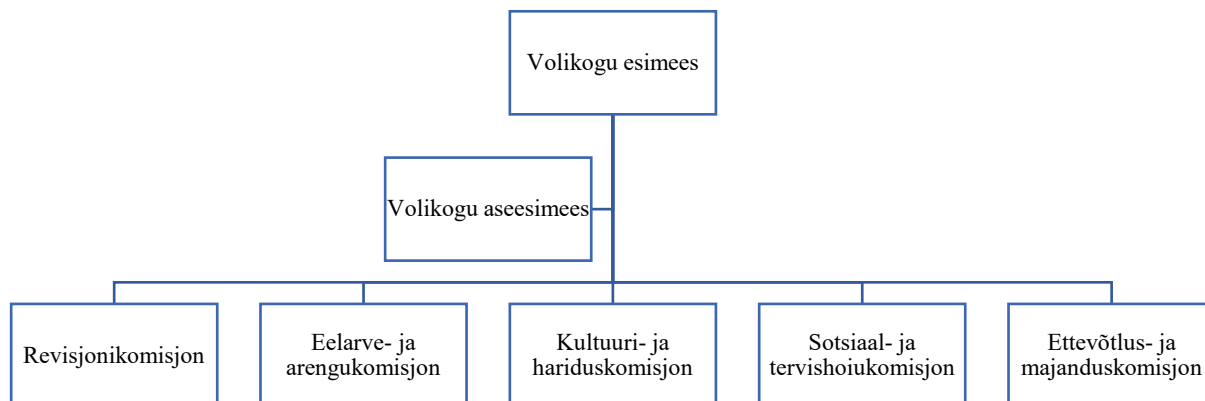 Volikogu esimees
Volikogu aseesimees
Revisjonikomisjon
Eelarve- ja
arengukomisjon
Kultuuri- ja
hariduskomisjon
Sotsiaal- ja
tervishoiukomisjon
Ettevõtlus- ja
majanduskomisjon